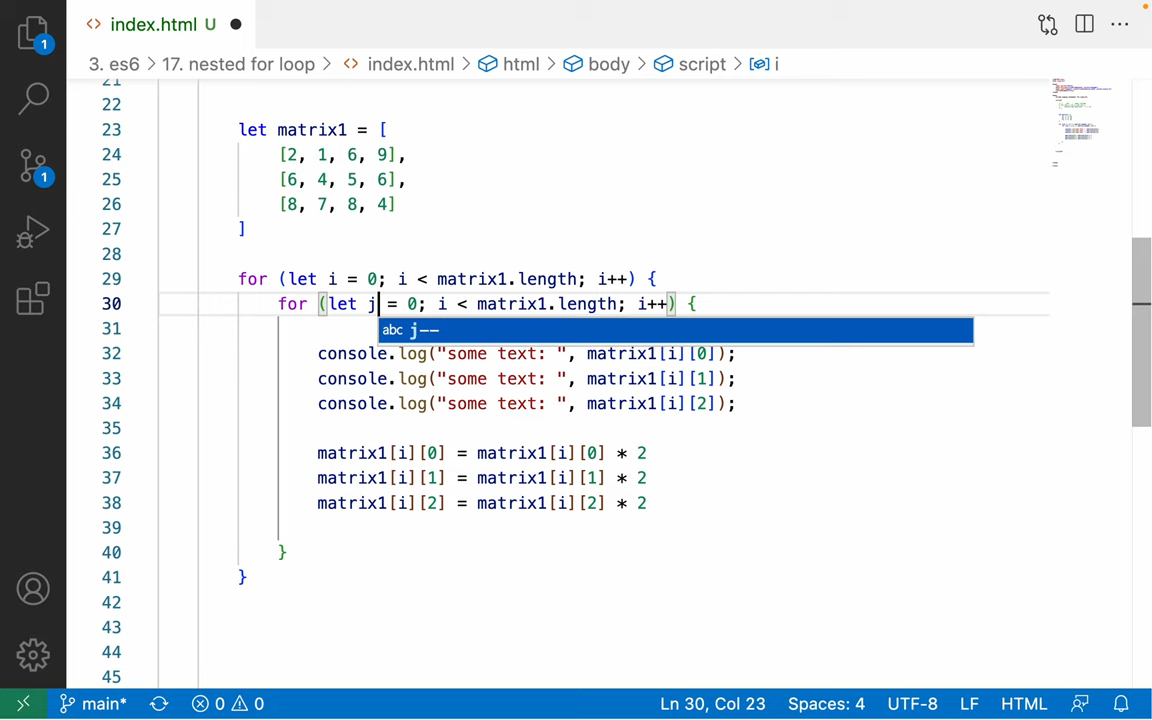 index.html U
3. es6 > 17. nested for loop > index.html > html > body > script > i
1
1
21
22
23 let matrix1 = [
24 [2, 1, 6, 9],
25 [6, 4, 5, 6],
26 [8, 7, 8, 4]
27 ]
28
29 for (let i = 0; i < matrix1.length; i++) {
30 for (let j = 0; i < matrix1.length; i++) {
abc j--
31
32 console.log("some text: ", matrix1[i][0]);
33 console.log("some text: ", matrix1[i][1]);
34 console.log("some text: ", matrix1[i][2]);
35
36 matrix1[i][0] = matrix1[i][0] * 2
37 matrix1[i][1] = matrix1[i][1] * 2
38 matrix1[i][2] = matrix1[i][2] * 2
39
40 }
41 }
42
43
44
45
main* 0 0 Ln 30, Col 23 Spaces: 4 UTF-8 LF HTML